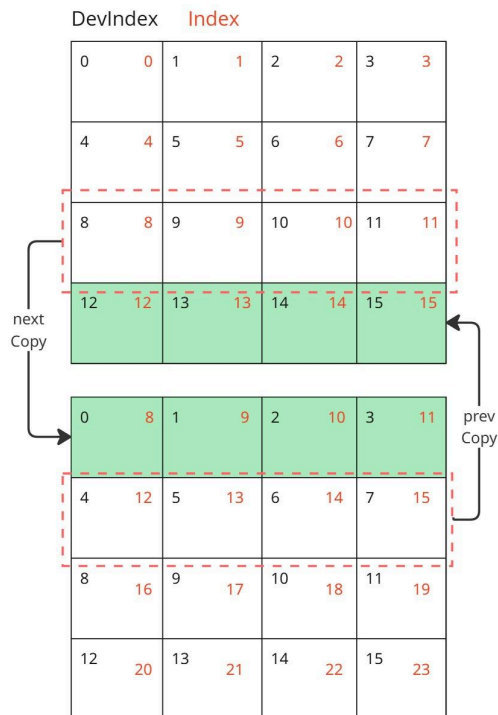 DevIndex Index
0 0 1 1 2 2 3 3
4 4 5 5 6 6 7 7
8 8 9 9 10 10 11 11
12 12 13 13 14 14 15 15
next
Copy
0 8 1 9 2 10 3 11
prev
Copy
4 12 5 13 6 14 7 15
8 16 9 17 10 18 11 19
12 20 13 21 14 22 15 23